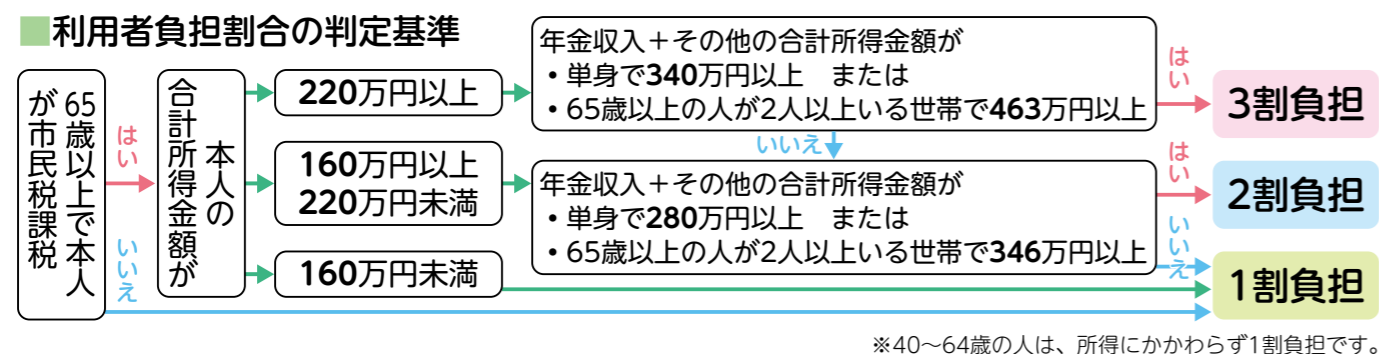 ■利用者負担割合の判定基準
65歳以上で本人
が市民税課税
はい
いいえ
本人の
合計所得金額が
220万円以上
160万円以上
220万円未満
160万円未満
年金収入＋その他の合計所得金額が
・単身で340万円以上　または
・65歳以上の人が2人以上いる世帯で463万円以上
はい
いいえ
年金収入＋その他の合計所得金額が
・単身で280万円以上　または
・65歳以上の人が2人以上いる世帯で346万円以上
はい
いいえ
3割負担
2割負担
1割負担
※40～64歳の人は、所得にかかわらず1割負担です。